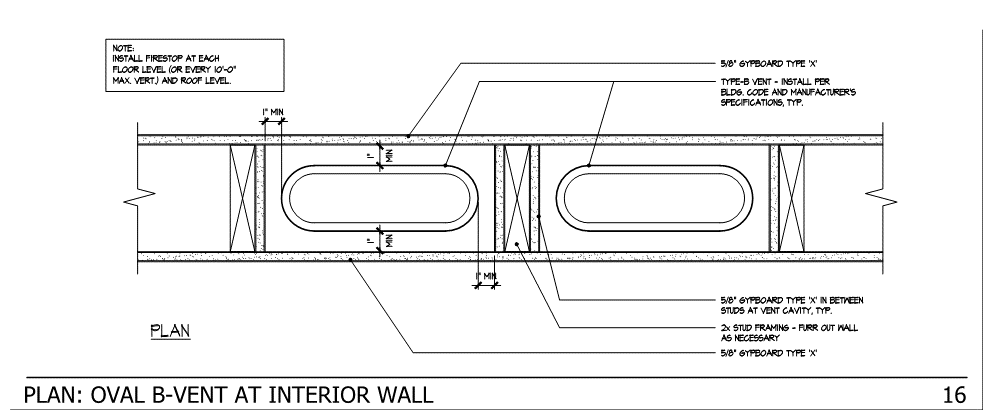 NOTE:
INSTALL FIRESTOP AT EACH
FLOOR LEVEL (OR EVERY 10'-0"
MAX. VERT.) AND ROOF LEVEL.
5/8" GYPBOARD TYPE 'X'
TYPE-B VENT - INSTALL PER
BLDG. CODE AND MANUFACTURER'S
SPECIFICATIONS, TYP.
1" MIN
1"
MIN
1"
MIN
1" MIN
5/8" GYPBOARD TYPE 'X' IN BETWEEN
STUDS AT VENT CAVITY, TYP.
2x STUD FRAMING - FURR OUT WALL
AS NECESSARY
5/8" GYPBOARD TYPE 'X'
PLAN
PLAN: OVAL B-VENT AT INTERIOR WALL
16